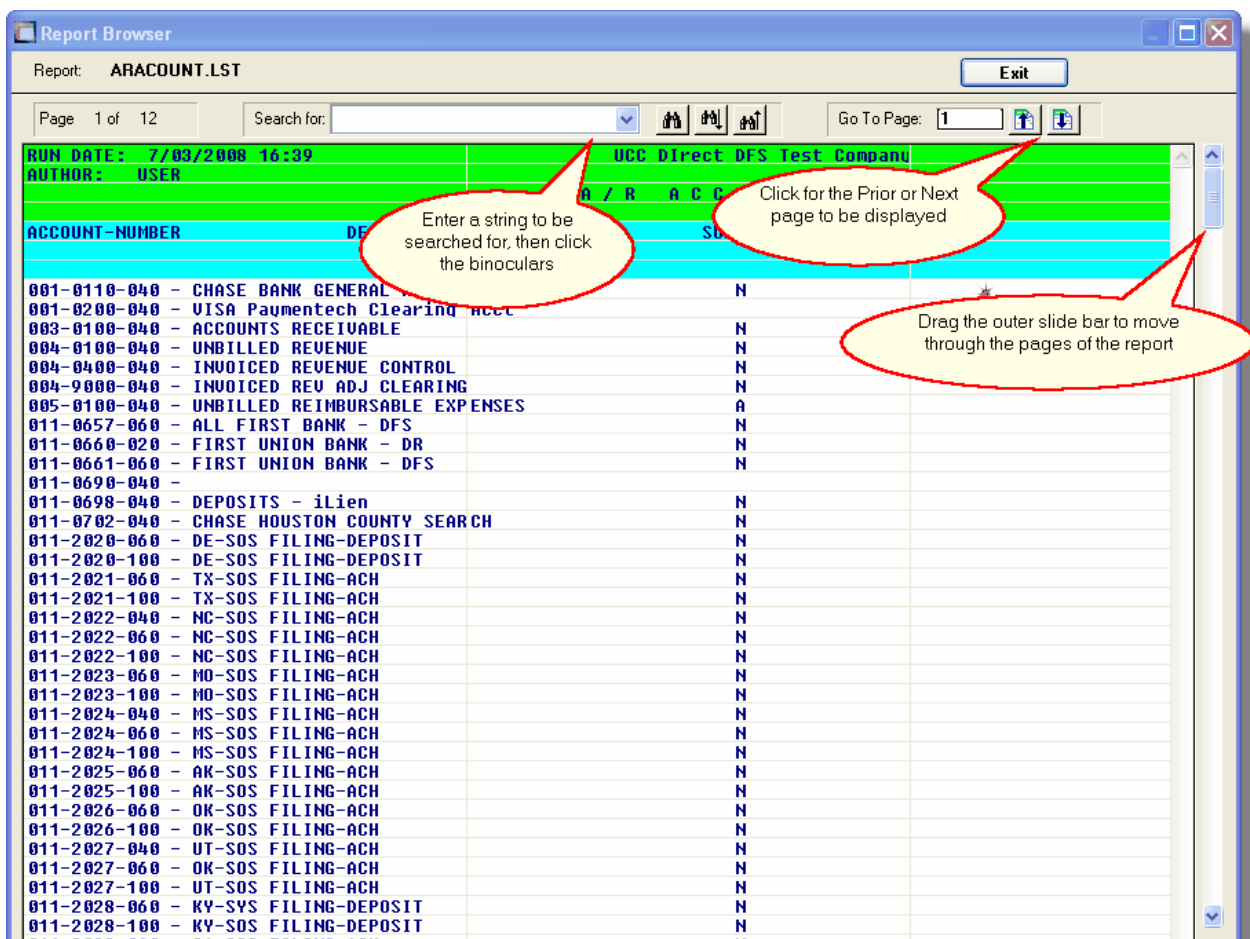 Report Browser
Report: ARACOUNT.LST Exit
Page 1 of 12 Search for: Go To Page: 1
RUN DATE: 7/03/2008 16:39 UCC DIrect DFS Test Company
AUTHOR: USER
A / R A C C
Click for the Prior or Next
page to be displayed
Enter a string to be
searched for, then click
the binoculars
ACCOUNT-NUMBER
Drag the outer slide bar to move
through the pages of the report
001-0110-040 - CHASE BANK GENERAL N
001-0200-040 - VISA Paymentech Clearing Acct
003-0100-040 - ACCOUNTS RECEIVABLE N
004-0100-040 - UNBILLED REVENUE N
004-0400-040 - INVOICED REVENUE CONTROL N
004-9000-040 - INVOICED REV ADJ CLEARING N
005-0100-040 - UNBILLED REIMBURSABLE EXPENSES A
011-0657-060 - ALL FIRST BANK - DFS N
011-0660-020 - FIRST UNION BANK - DR N
011-0661-060 - FIRST UNION BANK - DFS N
011-0690-040 -
011-0698-040 - DEPOSITS - iLien N
011-0702-040 - CHASE HOUSTON COUNTY SEARCH N
011-2020-060 - DE-SOS FILING-DEPOSIT N
011-2020-100 - DE-SOS FILING-DEPOSIT N
011-2021-060 - TX-SOS FILING-ACH N
011-2021-100 - TX-SOS FILING-ACH N
011-2022-040 - NC-SOS FILING-ACH N
011-2022-060 - NC-SOS FILING-ACH N
011-2022-100 - NC-SOS FILING-ACH N
011-2023-060 - MO-SOS FILING-ACH N
011-2023-100 - MO-SOS FILING-ACH N
011-2024-040 - MS-SOS FILING-ACH N
011-2024-060 - MS-SOS FILING-ACH N
011-2024-100 - MS-SOS FILING-ACH N
011-2025-060 - AK-SOS FILING-ACH N
011-2025-100 - AK-SOS FILING-ACH N
011-2026-060 - OK-SOS FILING-ACH N
011-2026-100 - OK-SOS FILING-ACH N
011-2027-040 - UT-SOS FILING-ACH N
011-2027-060 - OK-SOS FILING-ACH N
011-2027-100 - UT-SOS FILING-ACH N
011-2028-060 - KY-SYS FILING-DEPOSIT N
011-2028-100 - KY-SOS FILING-DEPOSIT N